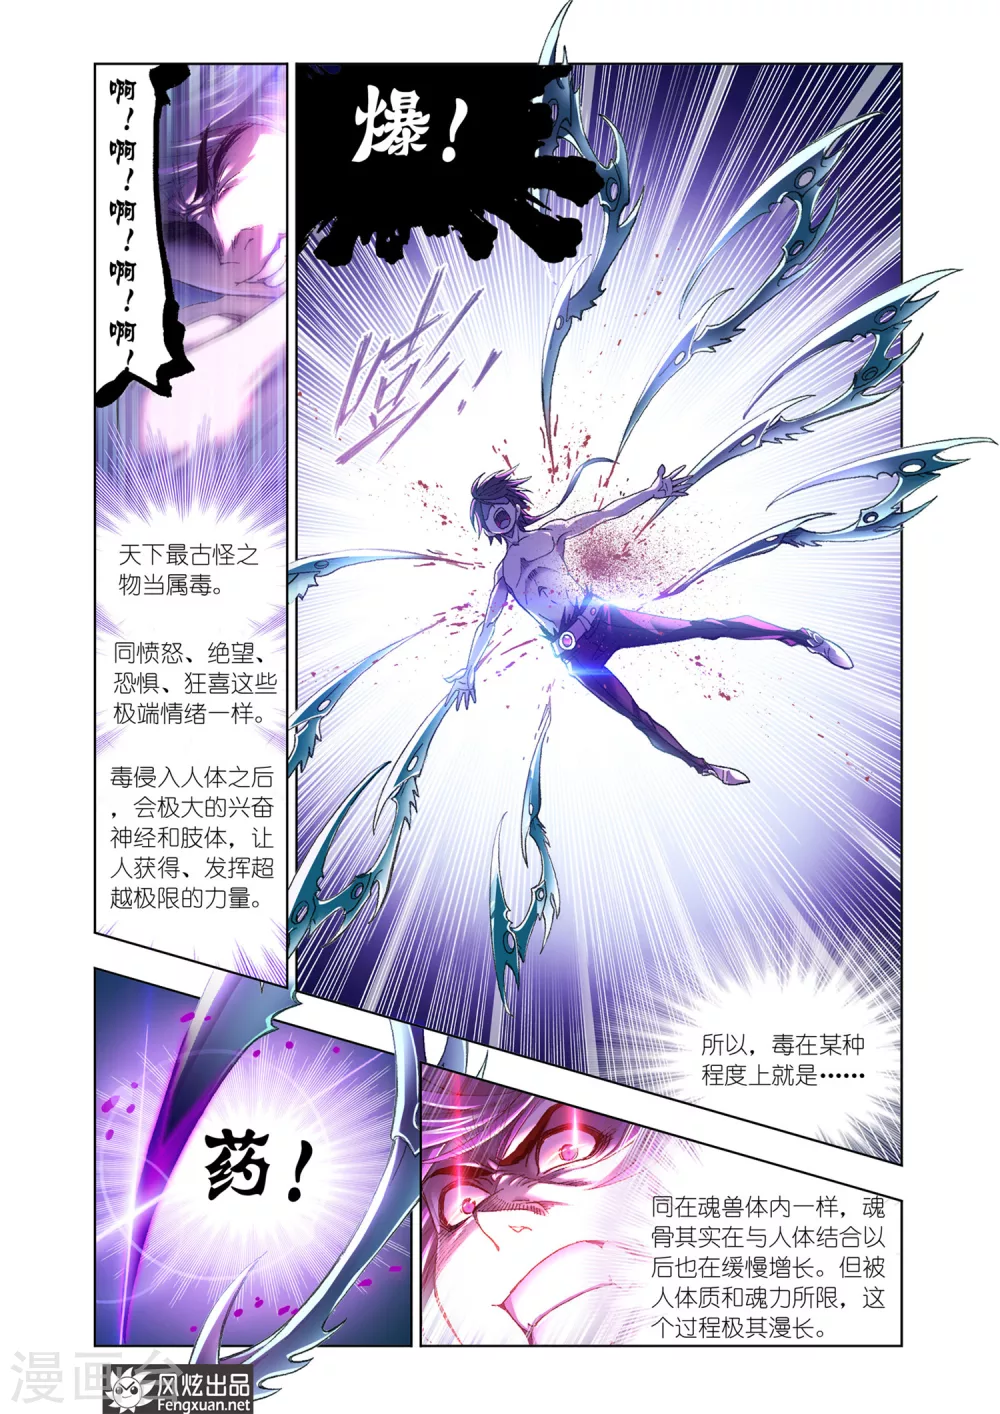 啊！啊！啊！啊！啊！
爆！
嘭！
天下最古怪之
物当属毒。
同愤怒、绝望、
恐惧、狂喜这些
极端情绪一样。
毒侵入人体之后
，会极大的兴奋
神经和肢体，让
人获得、发挥超
越极限的力量。
所以，毒在某种
程度上就是……
药！
同在魂兽体内一样，魂
骨其实在与人体结合以
后也在缓慢增长。但被
人体质和魂力所限，这
个过程极其漫长。
漫画台
风炫出品
Fengxuan.net